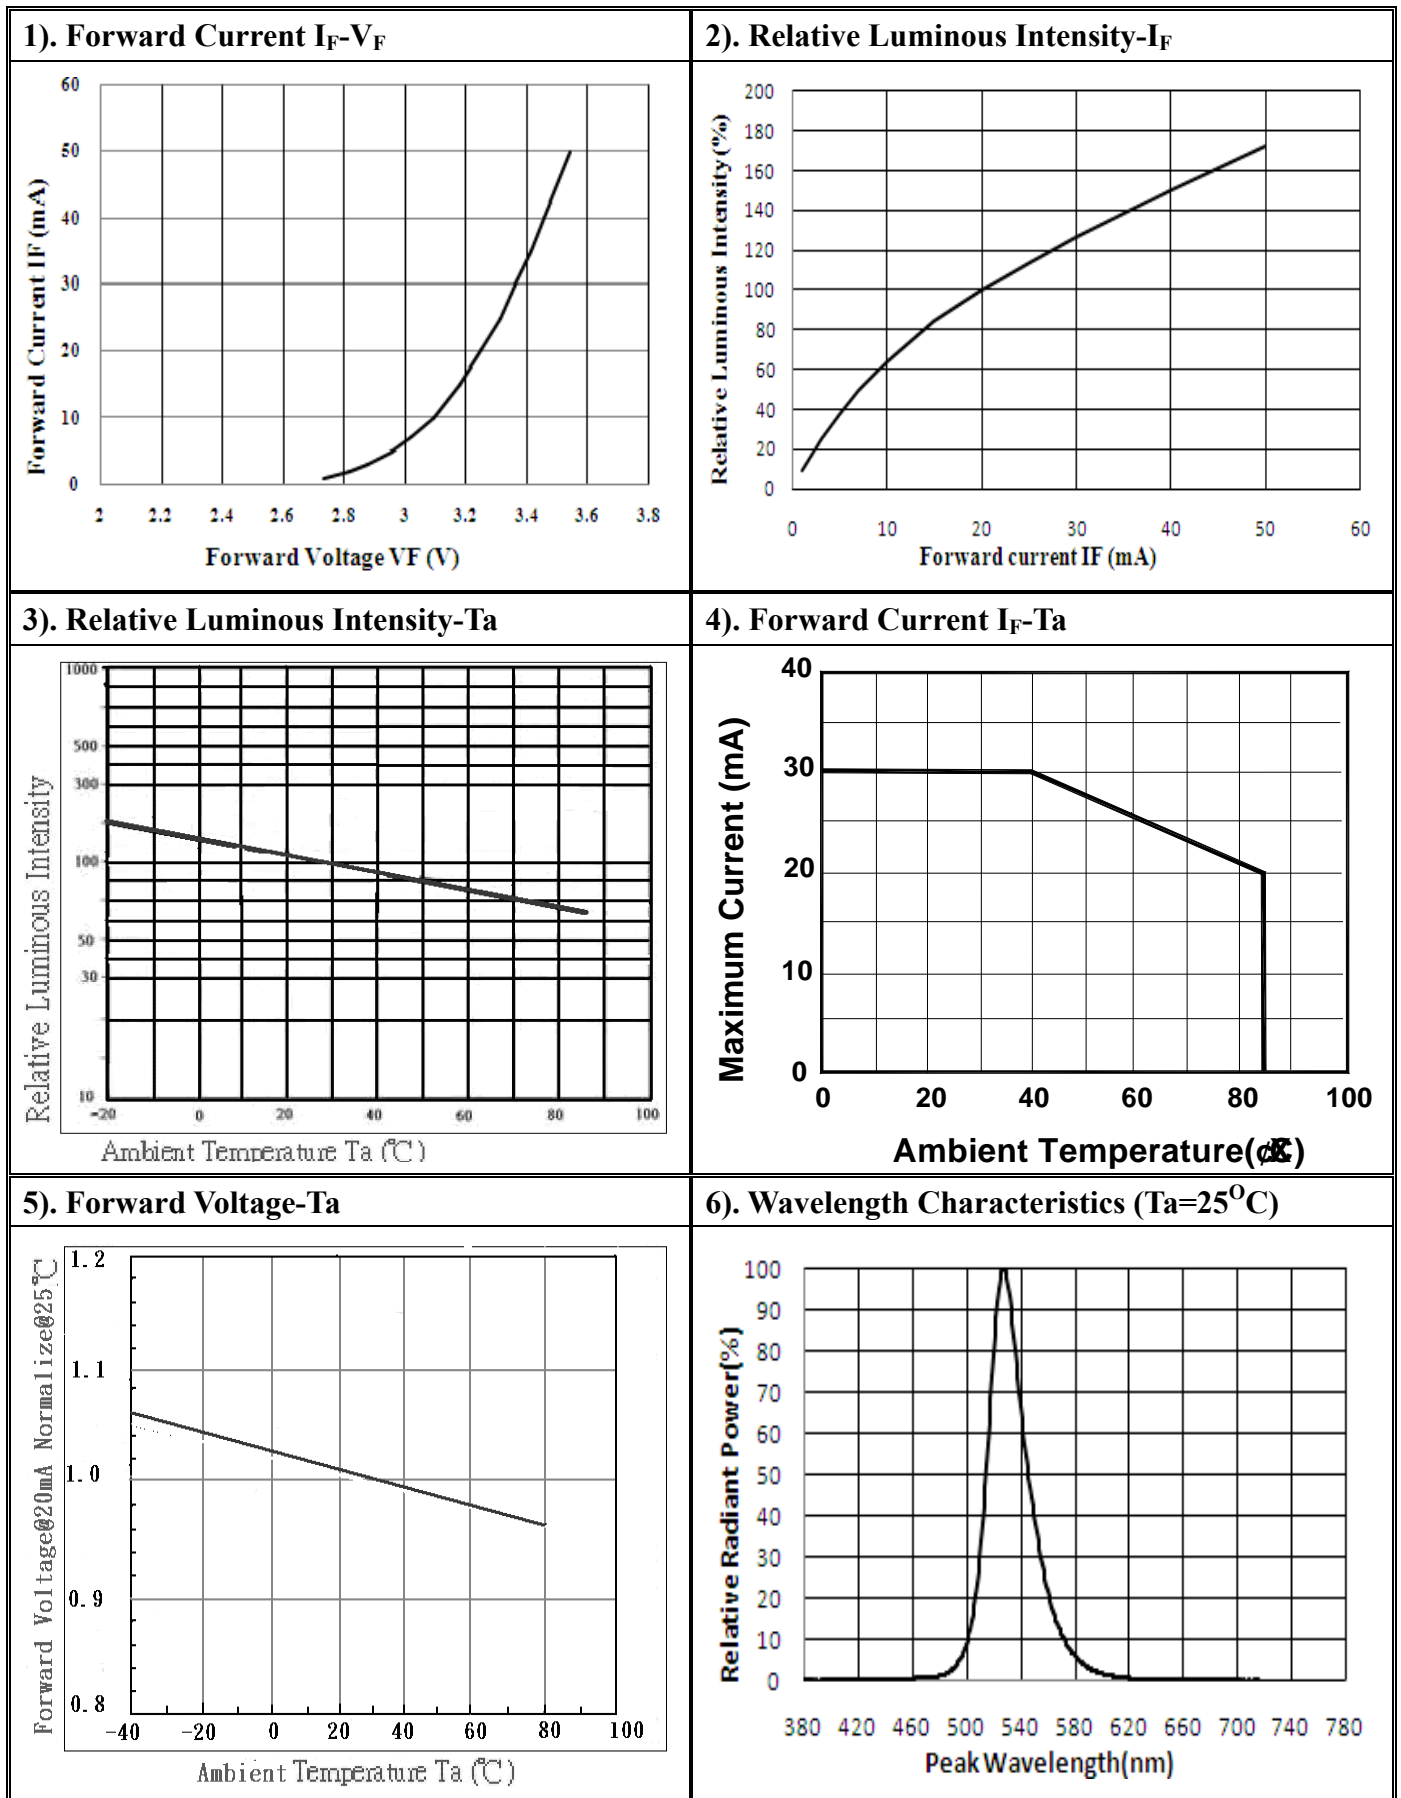 1). Forward Current IF-VF
60
50
40
30
20
10
0
2 2.2 2.4 2.6 2.8 3 3.2 3.4 3.6 3.8
Forward Current IF (mA)
Forward Voltage VF (V)
2). Relative Luminous Intensity-IF
200
180
160
140
120
100
80
60
40
20
0
0 10 20 30 40 50 60
Relative Luminous Intensity(%)
Forward current IF (mA)
3). Relative Luminous Intensity-Ta
1000
500
300
100
50
30
10
-20 0 20 40 60 80 100
Relative Luminous Intensity
Ambient Temperature Ta (℃)
4). Forward Current IF-Ta
40
30
20
10
0
0 20 40 60 80 100
Maximum Current (mA)
Ambient Temperature(
5). Forward Voltage-Ta
1.2
1.1
1.0
0.9
0.8
-40 -20 0 20 40 60 80 100
Forward Voltage@20mA Normalize@25℃
Ambient Temperature Ta (℃)
6). Wavelength Characteristics (Ta=25OC)
100
90
80
70
60
50
40
30
20
10
0
380 420 460 500 540 580 620 660 700 740 780
Relative Radiant Power(%)
Peak Wavelength(nm)